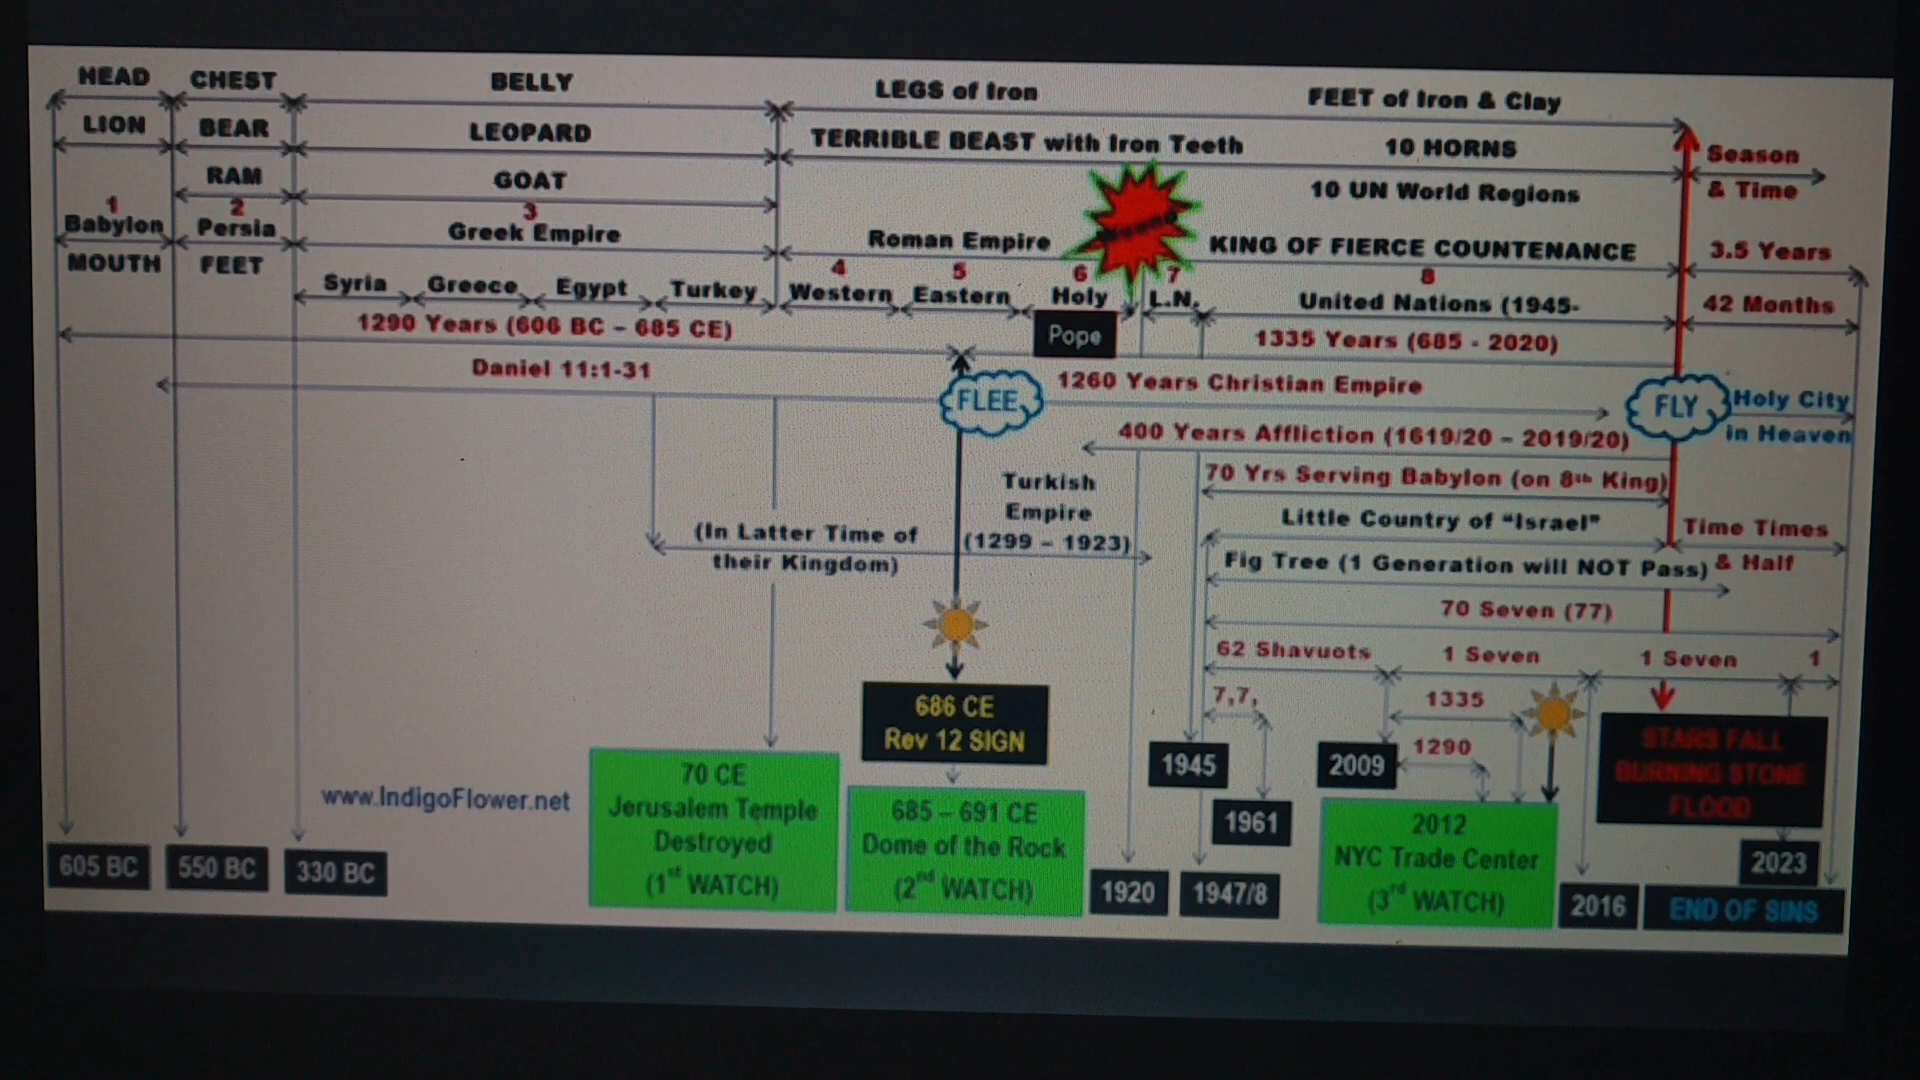 HEAD CHEST BELLY LEGS of Iron FEET of Iron & Clay
LION BEAR LEOPARD TERRIBLE BEAST with Iron Teeth 10 HORNS Season
RAM GOAT 10 UN World Regions & Time
1 2 3
Babylon Persia Greek Empire Roman Empire KING OF FIERCE COUNTENANCE 3.5 Years
MOUTH FEET
4 5 6 7 8
Syria Greece Egypt Turkey Western Eastern Holy L.N. United Nations (1945- 42 Months
1290 Years (606 BC – 685 CE) Pope 1335 Years (685 - 2020)
Daniel 11:1-31 FLEE 1260 Years Christian Empire FLY Holy City
in Heaven
400 Years Affliction (1619/20 – 2019/20)
70 Yrs Serving Babylon (on 8th King)
Turkish
Empire
(1299 – 1923)
Little Country of "Israel" Time Times
& Half
(In Latter Time of
their Kingdom)
Fig Tree (1 Generation will NOT Pass)
70 Seven (77)
62 Shavuots 1 Seven 1 Seven 1
7,7, 1335
1290
686 CE
Rev 12 SIGN
STARS FALL
BURNING STONE
FLOOD
1945 2009
1961
www.IndigoFlower.net
70 CE
Jerusalem Temple
Destroyed
(1st WATCH)
685 – 691 CE
Dome of the Rock
(2nd WATCH)
2012
NYC Trade Center
(3rd WATCH)
605 BC 550 BC 330 BC 1920 1947/8 2016 2023
END OF SINS